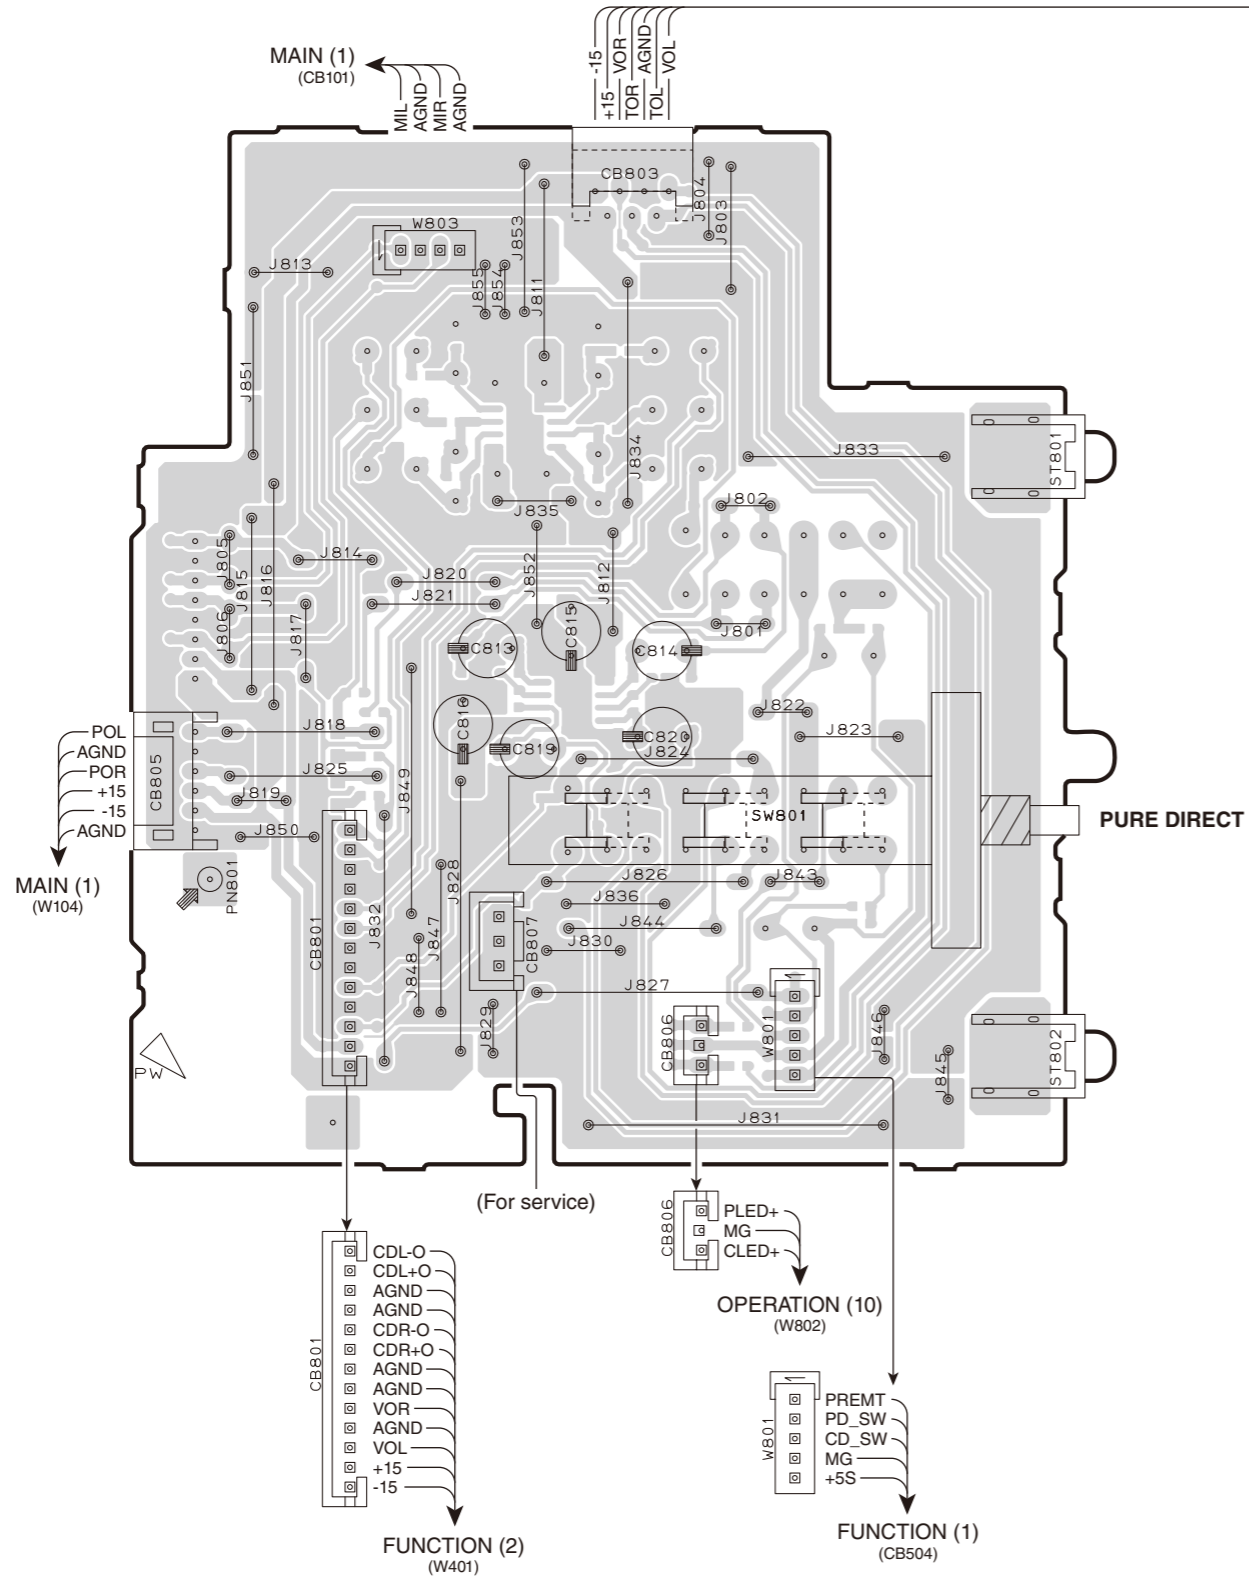 MAIN (1)
(CB101)
MIL
AGND
MIR
AGND
-15
+15
VOR
TOR
AGND
TOL
VOL
CB803
J804
J803
W803
J853
J813
J855
J854
J811
J851
J834
J833
ST801
J802
J835
J805
J815
J816
J814
J820
J821
J852
J812
J806
J817
J801
C813
C815
C814
C816
C819
C820
J822
J823
J824
POL
AGND
POR
+15
-15
AGND
CB805
J818
J825
J819
J850
J849
MAIN (1)
(W104)
PN801
SW801
PURE DIRECT
J826
J843
J836
J844
J830
J828
J847
J848
J832
CB801
CB807
J827
J829
CB806
W801
J846
J845
ST802
PW
J831
(For service)
CB801
CDL-O
CDL+O
AGND
AGND
CDR-O
CDR+O
AGND
AGND
VOR
AGND
VOL
+15
-15
FUNCTION (2)
(W401)
CB806
PLED+
MG
CLED+
OPERATION (10)
(W802)
W801
1
PREMT
PD_SW
CD_SW
MG
+5S
FUNCTION (1)
(CB504)